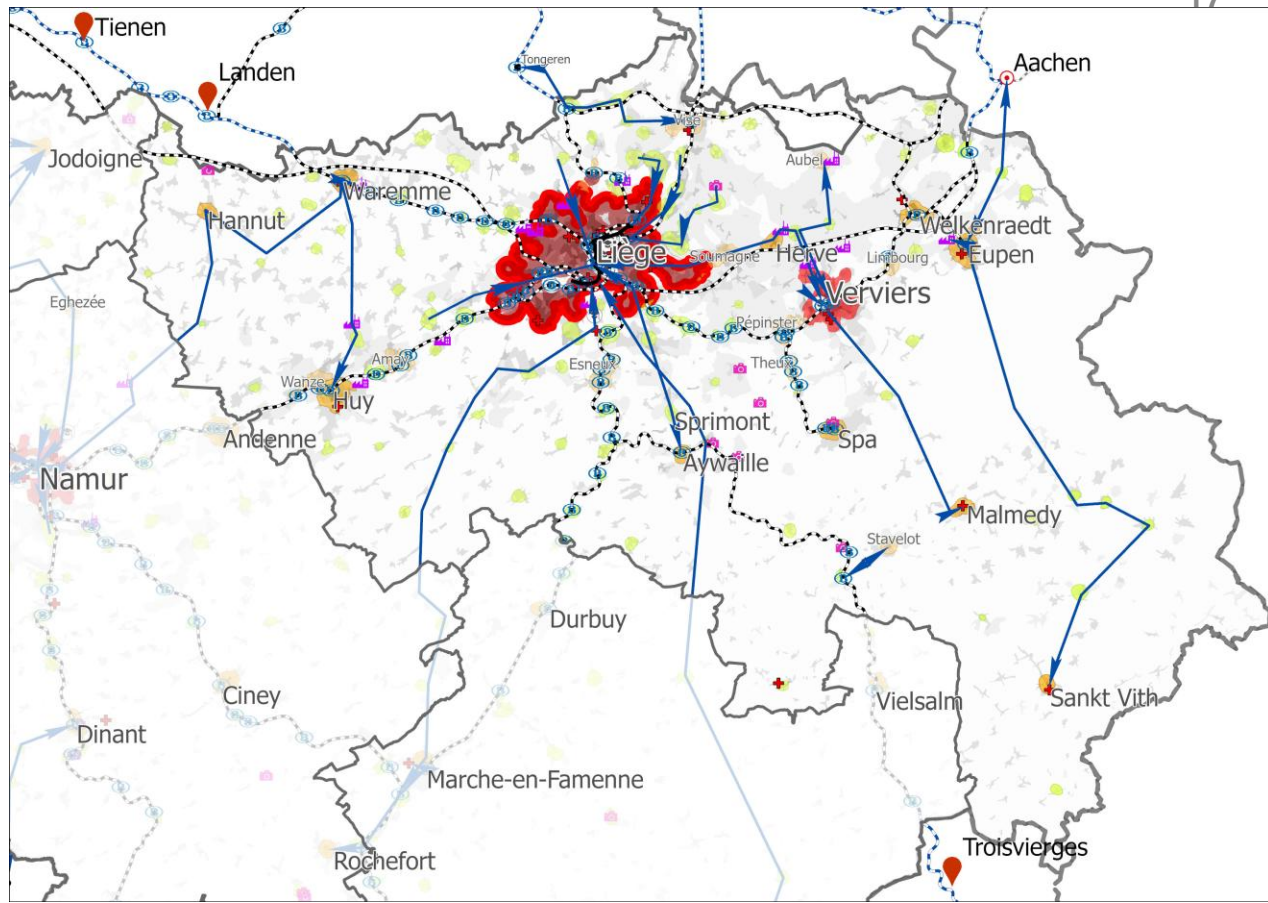 Tienen
Landen
Tongeren
Aachen
Jodoigne
Visé
Aubel
Waremme
Hannut
Welkenraedt
Liège
Herve
Soumagne
Limbourg
Eupen
Eghezée
Verviers
Pépinster
Amay
Esneux
Theux
Wanze
Huy
Sprimont
Andenne
Spa
Aywaille
Namur
Malmedy
Stavelot
Durbuy
Ciney
Vielsalm
Sankt Vith
Dinant
Marche-en-Famenne
Rochefort
Troisvierges